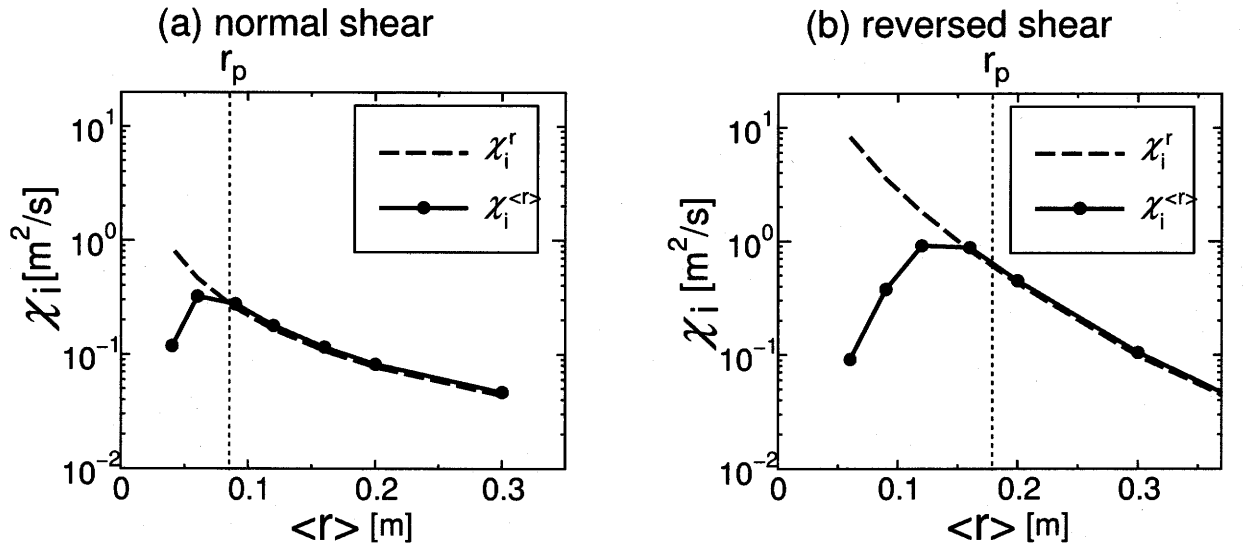 (a) normal shear
r_p
10^1
10^0
10^-1
10^-2
χ_i [m^2/s]
χ_i^r
χ_i^<r>
0
0.1
0.2
0.3
<r> [m]
(b) reversed shear
r_p
10^1
10^0
10^-1
10^-2
χ_i [m^2/s]
χ_i^r
χ_i^<r>
0
0.1
0.2
0.3
<r> [m]